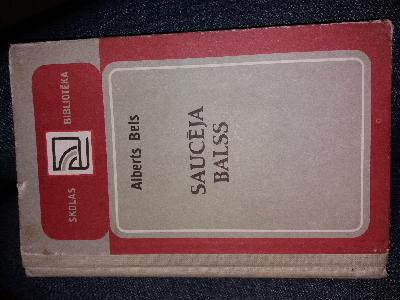 SKOLAS BIBLIOTĒKA
Alberts Bels
SAUCĒJA
BALSS